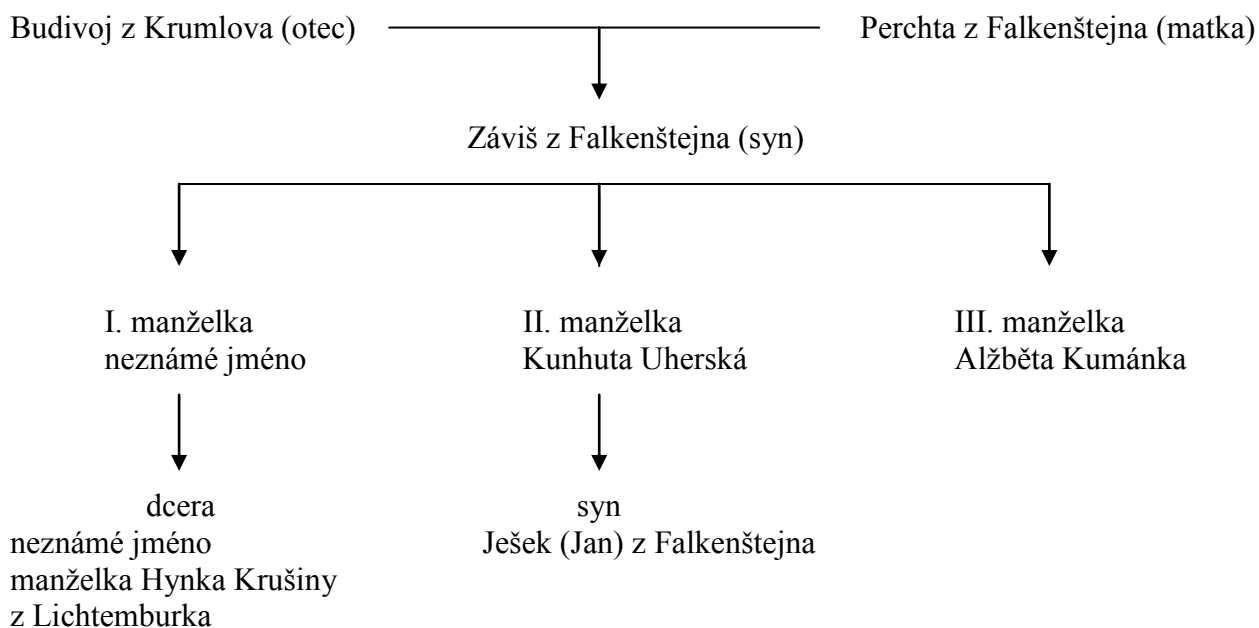 Budivoj z Krumlova (otec)
Perchta z Falkenštejna (matka)
Záviš z Falkenštejna (syn)
I. manželka
neznámé jméno
II. manželka
Kunhuta Uherská
III. manželka
Alžběta Kumánka
dcera
neznámé jméno
manželka Hynka Krušiny
z Lichtemburka
syn
Ješek (Jan) z Falkenštejna